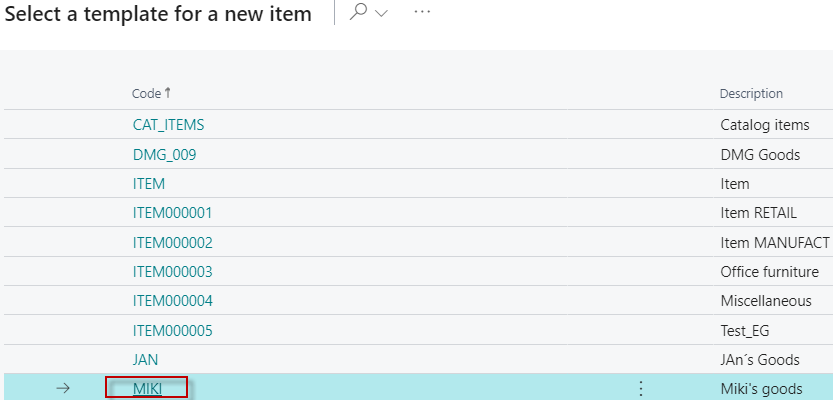 Select a template for a new item
Code↑ Description
CAT_ITEMS Catalog items
DMG_009 DMG Goods
ITEM Item
ITEM000001 Item RETAIL
ITEM000002 Item MANUFACT
ITEM000003 Office furniture
ITEM000004 Miscellaneous
ITEM000005 Test_EG
JAN JAn´s Goods
MIKI Miki's goods